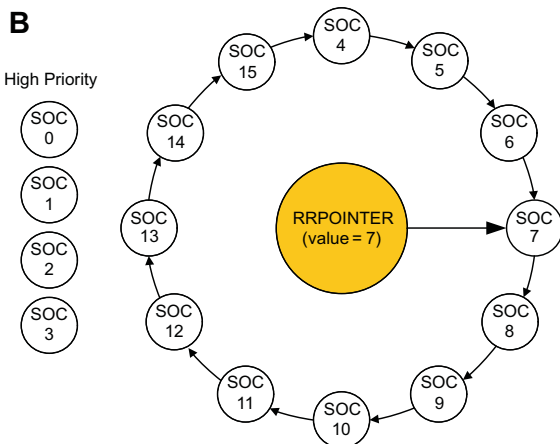 B
High Priority
SOC
0
SOC
1
SOC
2
SOC
3
SOC
4
SOC
5
SOC
6
SOC
7
SOC
8
SOC
9
SOC
10
SOC
11
SOC
12
SOC
13
SOC
14
SOC
15
RRPOINTER
(value = 7)